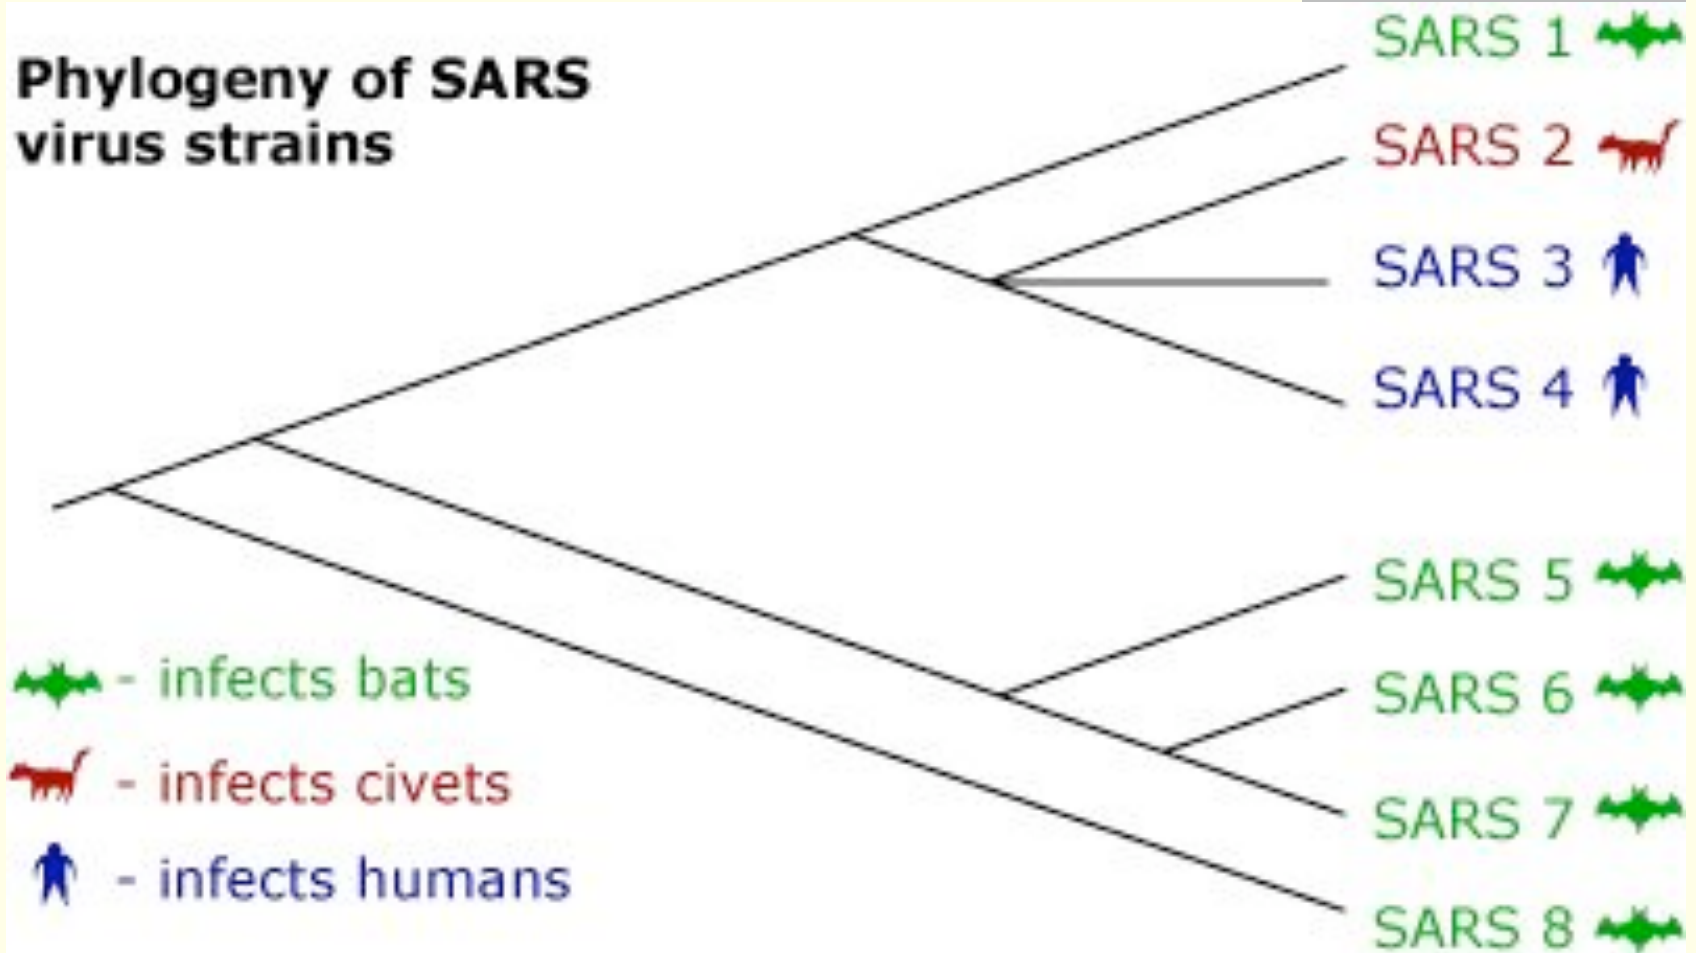 Phylogeny of SARS
virus strains
SARS 1
SARS 2
SARS 3
SARS 4
SARS 5
SARS 6
SARS 7
SARS 8
- infects bats
- infects civets
- infects humans